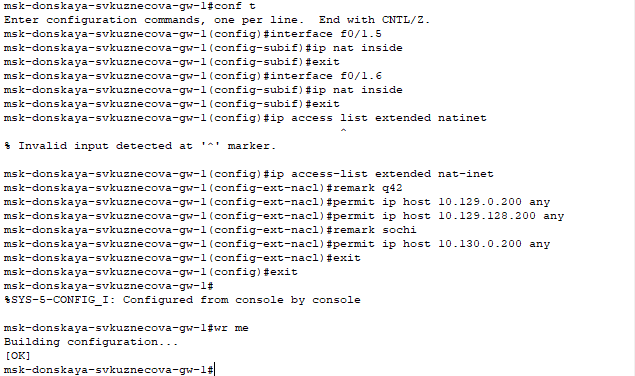 msk-donskaya-svkuznecova-gw-1#conf t
Enter configuration commands, one per line.  End with CNTL/Z.
msk-donskaya-svkuznecova-gw-1(config)#interface f0/1.5
msk-donskaya-svkuznecova-gw-1(config-subif)#ip nat inside
msk-donskaya-svkuznecova-gw-1(config-subif)#exit
msk-donskaya-svkuznecova-gw-1(config)#interface f0/1.6
msk-donskaya-svkuznecova-gw-1(config-subif)#ip nat inside
msk-donskaya-svkuznecova-gw-1(config-subif)#exit
msk-donskaya-svkuznecova-gw-1(config)#ip access list extended natinet
^
% Invalid input detected at '^' marker.
msk-donskaya-svkuznecova-gw-1(config)#ip access-list extended nat-inet
msk-donskaya-svkuznecova-gw-1(config-ext-nacl)#remark q42
msk-donskaya-svkuznecova-gw-1(config-ext-nacl)#permit ip host 10.129.0.200 any
msk-donskaya-svkuznecova-gw-1(config-ext-nacl)#permit ip host 10.129.128.200 any
msk-donskaya-svkuznecova-gw-1(config-ext-nacl)#remark sochi
msk-donskaya-svkuznecova-gw-1(config-ext-nacl)#permit ip host 10.130.0.200 any
msk-donskaya-svkuznecova-gw-1(config-ext-nacl)#exit
msk-donskaya-svkuznecova-gw-1(config)#exit
msk-donskaya-svkuznecova-gw-1#
%SYS-5-CONFIG_I: Configured from console by console
msk-donskaya-svkuznecova-gw-1#wr me
Building configuration...
[OK]
msk-donskaya-svkuznecova-gw-1#